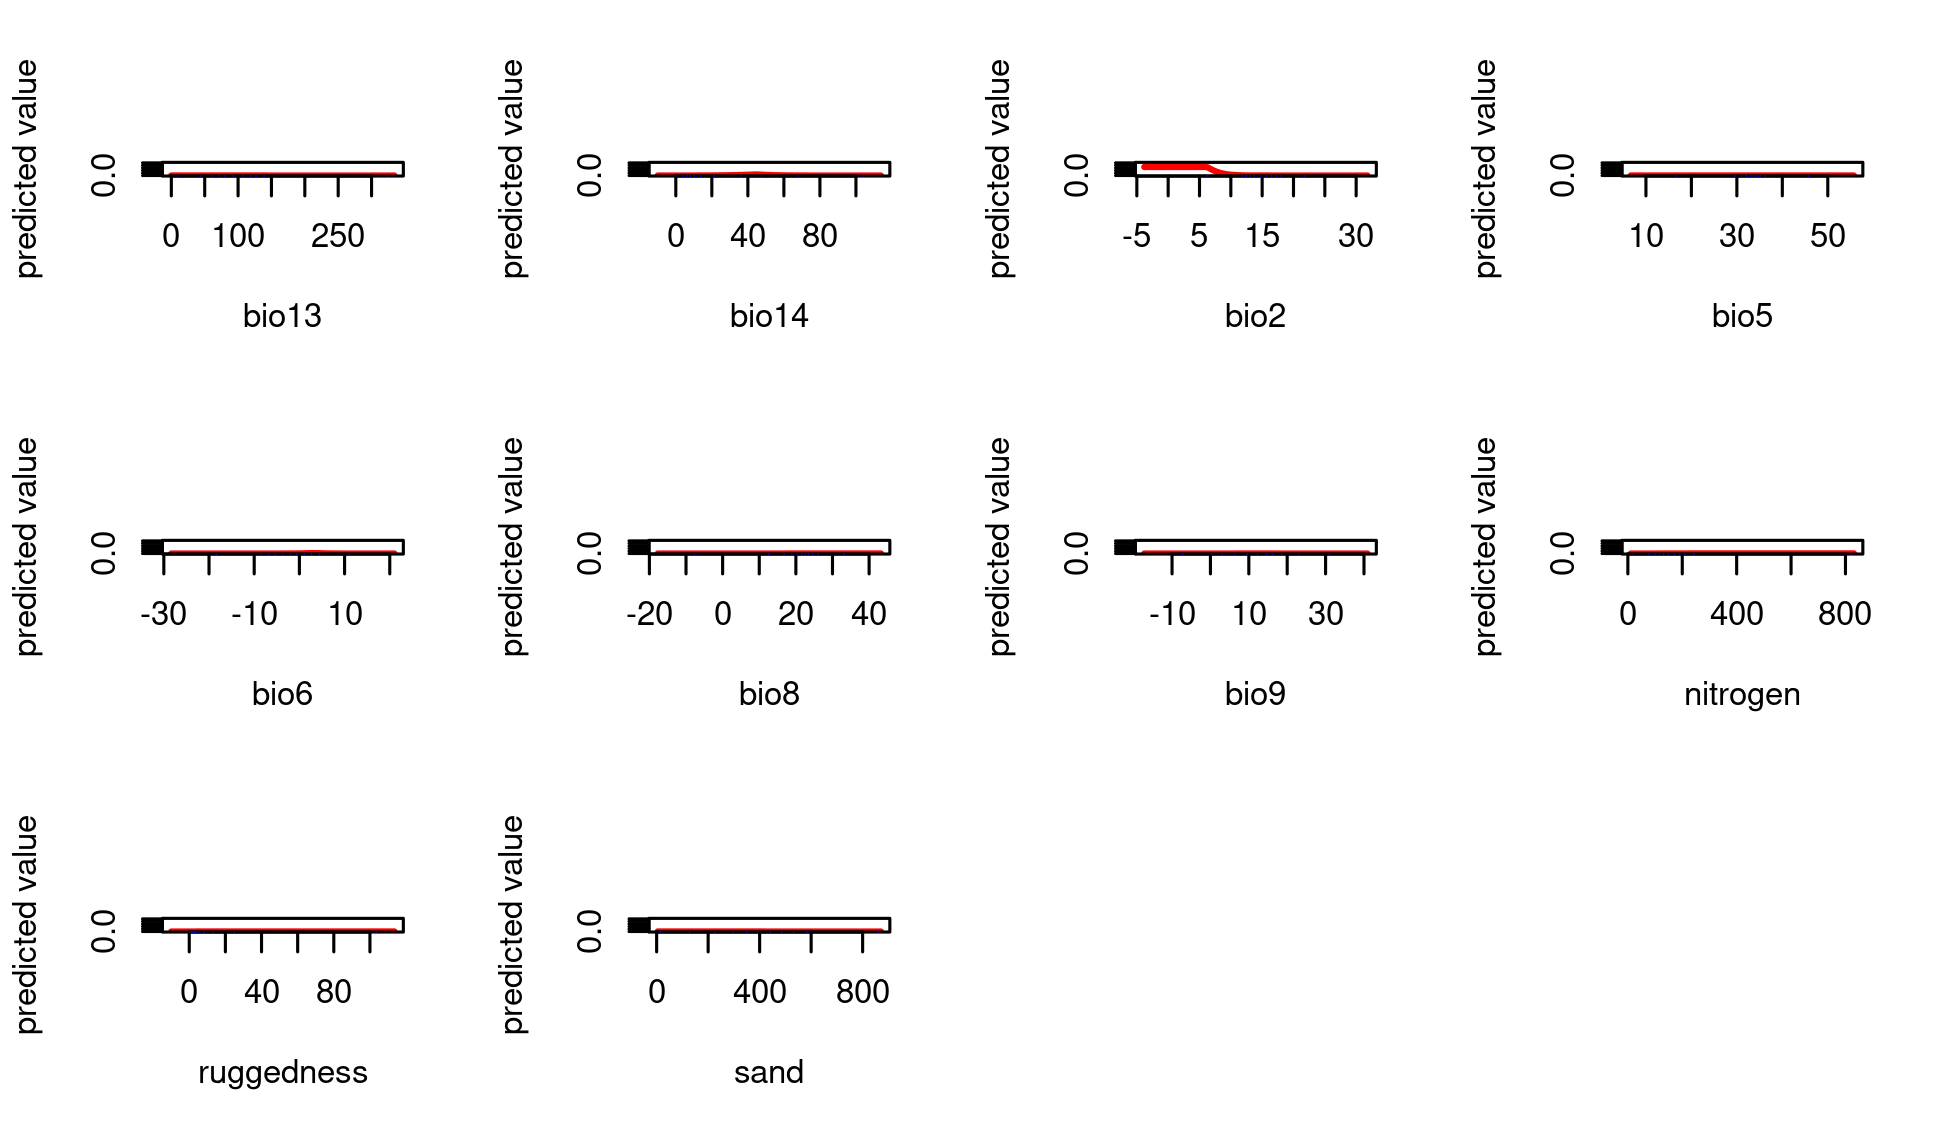 predicted value
0.0
0 100 250
bio13
predicted value
0.0
0 40 80
bio14
predicted value
0.0
-5 5 15 30
bio2
predicted value
0.0
10 30 50
bio5
predicted value
0.0
-30 -10 10
bio6
predicted value
0.0
-20 0 20 40
bio8
predicted value
0.0
-10 10 30
bio9
predicted value
0.0
0 400 800
nitrogen
predicted value
0.0
0 40 80
ruggedness
predicted value
0.0
0 400 800
sand